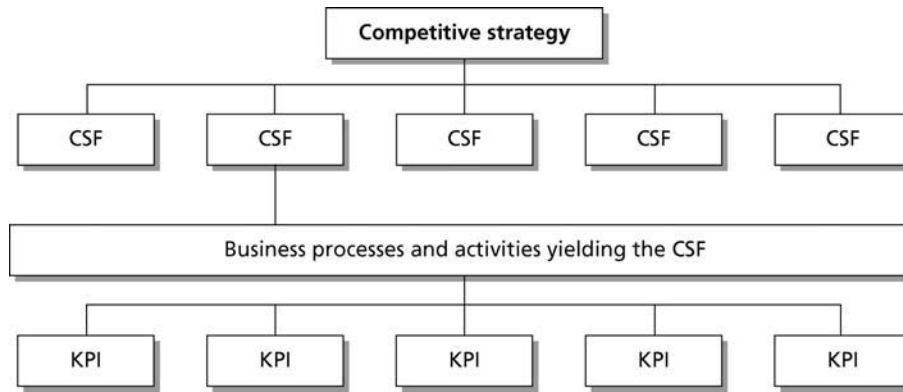 Competitive strategy
CSF CSF CSF CSF CSF
Business processes and activities yielding the CSF
KPI KPI KPI KPI KPI